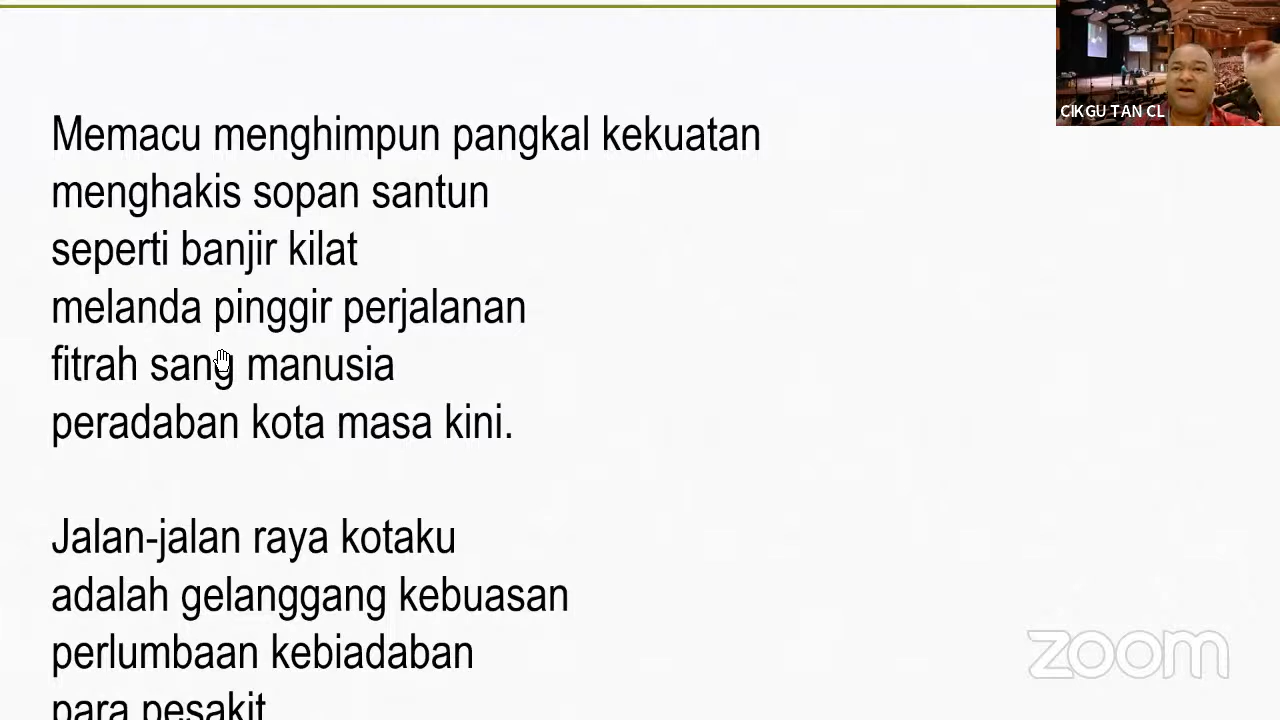 CIKGU TAN CL
Memacu menghimpun pangkal kekuatan
menghakis sopan santun
seperti banjir kilat
melanda pinggir perjalanan
fitrah sang manusia
peradaban kota masa kini.
Jalan-jalan raya kotaku
adalah gelanggang kebuasan
perlumbaan kebiadaban
para pesakit
zoom